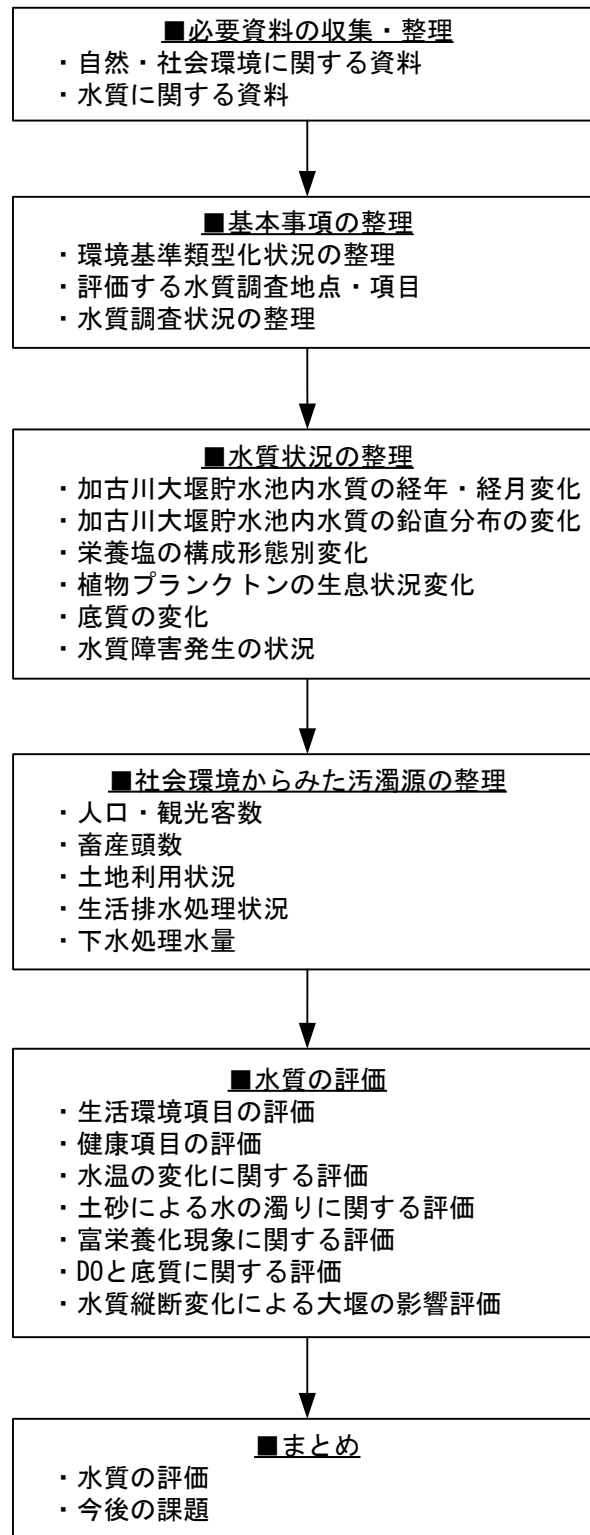 ■必要資料の収集・整理
・自然・社会環境に関する資料
・水質に関する資料
■基本事項の整理
・環境基準類型化状況の整理
・評価する水質調査地点・項目
・水質調査状況の整理
■水質状況の整理
・加古川大堰貯水池内水質の経年・経月変化
・加古川大堰貯水池内水質の鉛直分布の変化
・栄養塩の構成形態別変化
・植物プランクトンの生息状況変化
・底質の変化
・水質障害発生の状況
■社会環境からみた汚濁源の整理
・人口・観光客数
・畜産頭数
・土地利用状況
・生活排水処理状況
・下水処理水量
■水質の評価
・生活環境項目の評価
・健康項目の評価
・水温の変化に関する評価
・土砂による水の濁りに関する評価
・富栄養化現象に関する評価
・DOと底質に関する評価
・水質縦断変化による大堰の影響評価
■まとめ
・水質の評価
・今後の課題